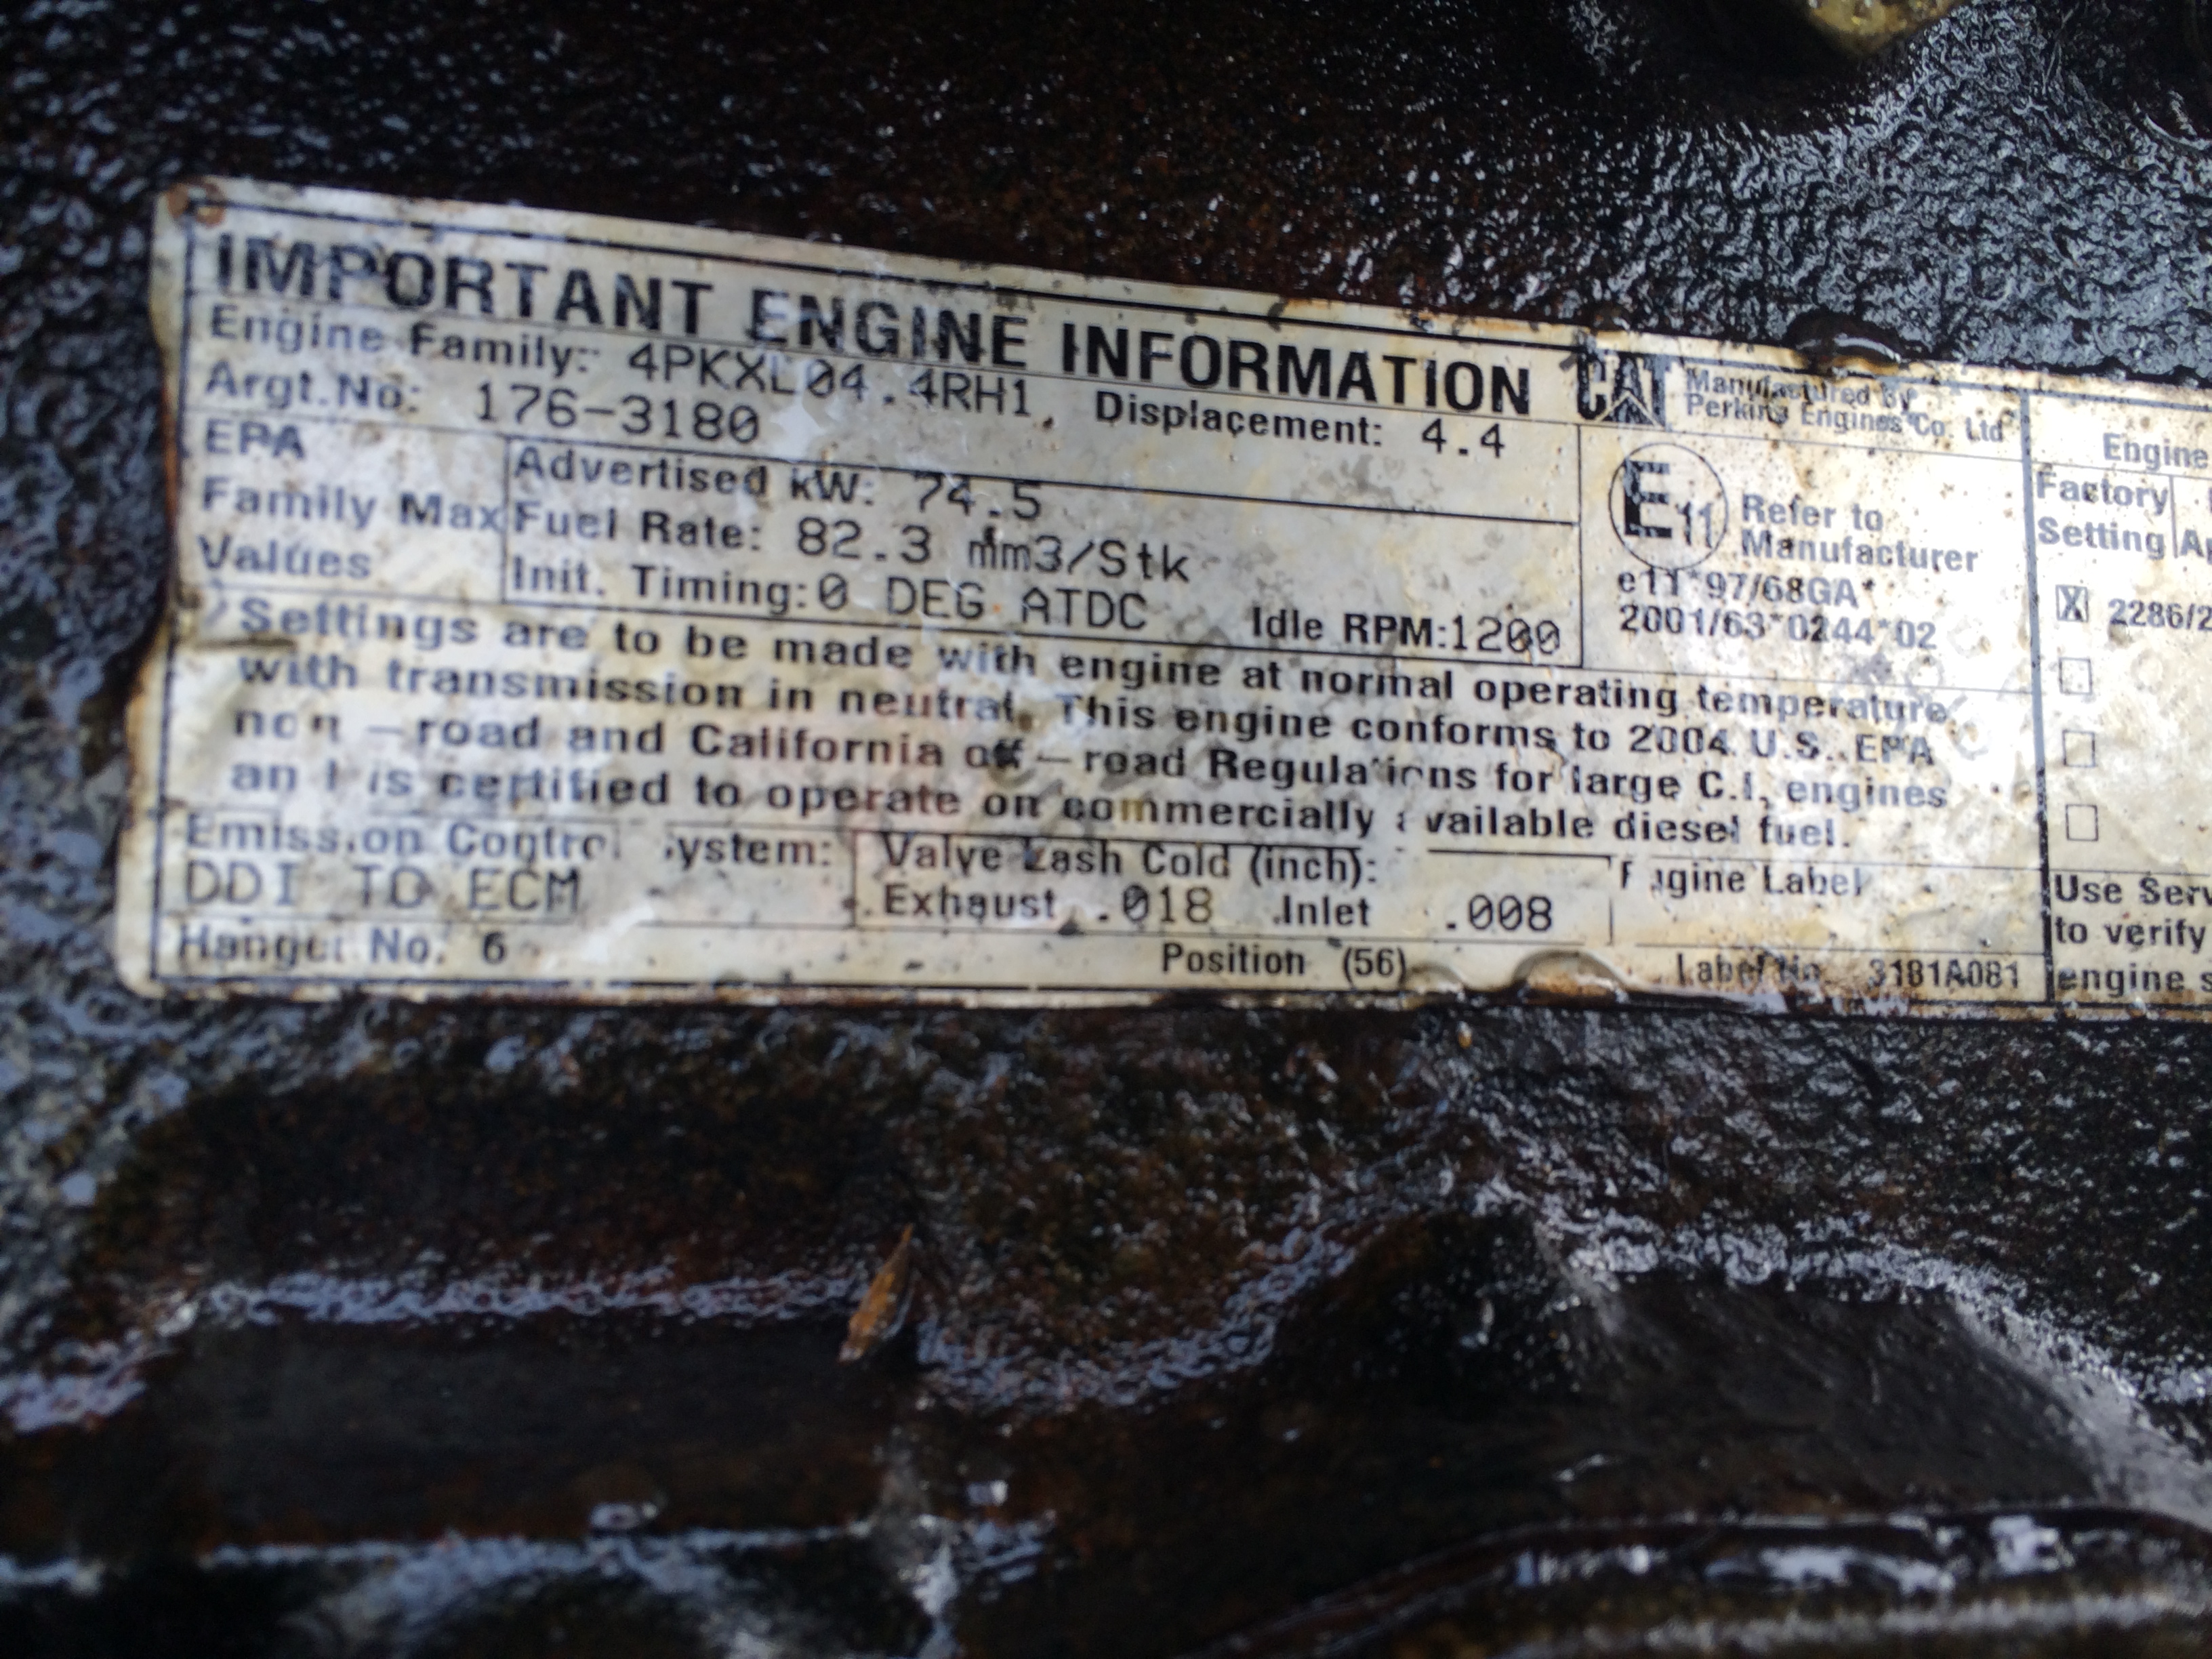 IMPORTANT ENGINE INFORMATION CAT Manufactured by
Perkins Engines Co. Ltd
Engine Family: 4PKXL04.4RH1 Displacement: 4.4
Argt.No: 176-3180
EPA
Family Max
Values
Advertised kW: 74.5
Fuel Rate: 82.3 mm3/Stk
Init. Timing:0 DEG ATDC Idle RPM:1200
E11 Refer to
Manufacturer
e11*97/68GA*
2001/63*0244*02
Settings are to be made with engine at normal operating temperature
with transmission in neutral. This engine conforms to 2004 U.S. EPA
non-road and California off-road Regulations for large C.I. engines
an is certified to operate on commercially vailable diesel fuel.
Emission Control ystem:
DDI TD ECM
Valve Lash Cold (inch):
Exhaust .018 Inlet .008
gine Label
Hanger No. 6 Position (56) Label No. 3181A081
Engine
Factory
Setting
X 2286/2
Use Serv
to verify
engine s